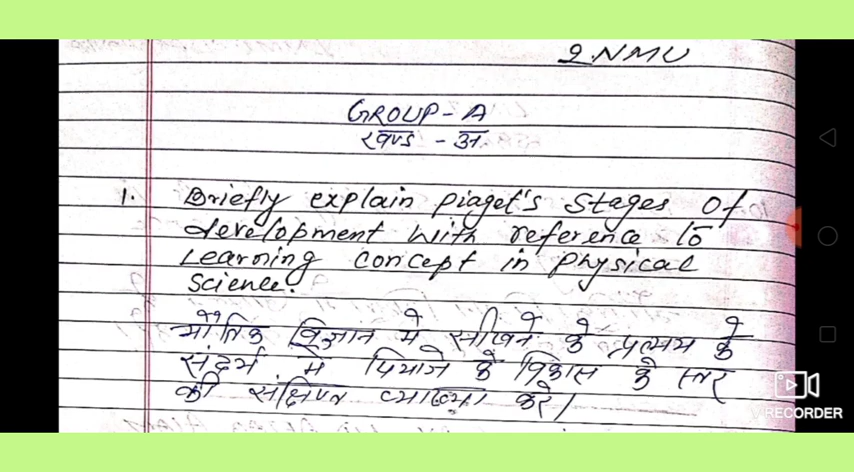 LNMU
GROUP-A
खण्ड - अ
1. Briefly explain piaget's stages of
development with reference to
Learning concept in physical
science.
भौतिक विज्ञान में सीखने के प्रत्यय के
संदर्भ में पियाजे के विकास के स्तर
की संक्षिप्त व्याख्या करें।
V RECORDER